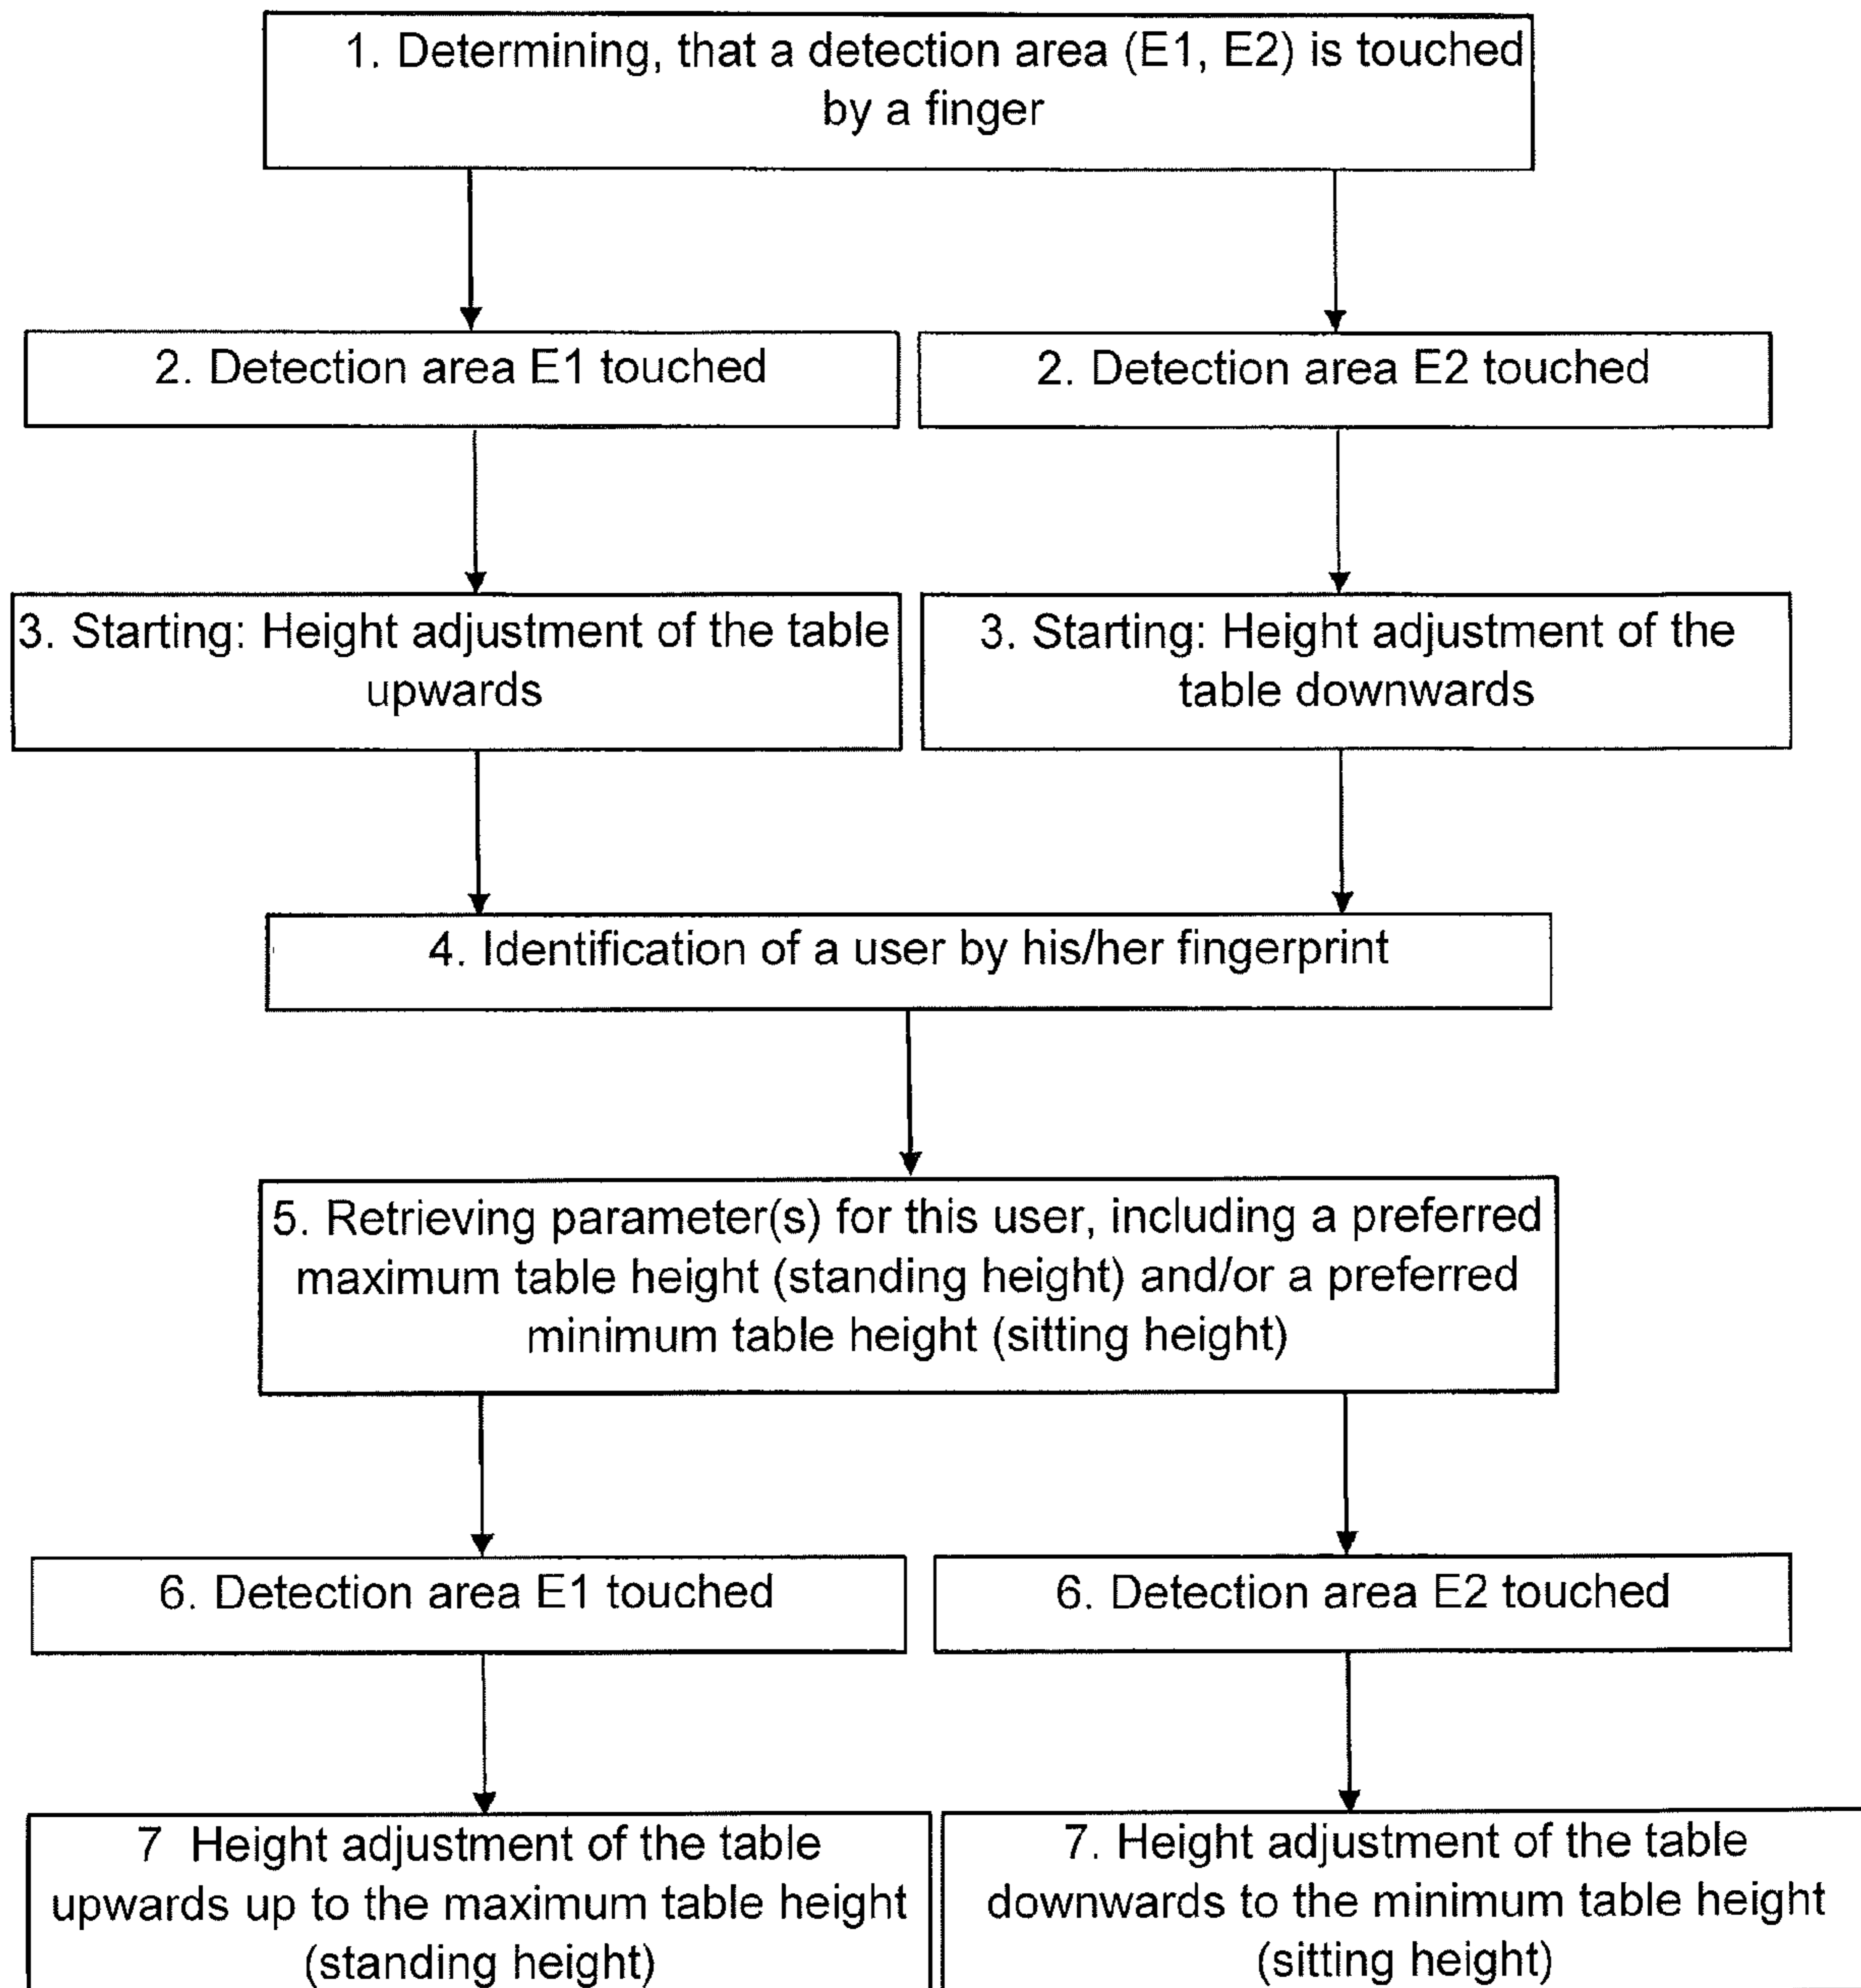 1. Determining, that a detection area (E1, E2) is touched
by a finger
2. Detection area E1 touched
2. Detection area E2 touched
3. Starting: Height adjustment of the table
upwards
3. Starting: Height adjustment of the
table downwards
4. Identification of a user by his/her fingerprint
5. Retrieving parameter(s) for this user, including a preferred
maximum table height (standing height) and/or a preferred
minimum table height (sitting height)
6. Detection area E1 touched
6. Detection area E2 touched
7 Height adjustment of the table
upwards up to the maximum table height
(standing height)
7. Height adjustment of the table
downwards to the minimum table height
(sitting height)